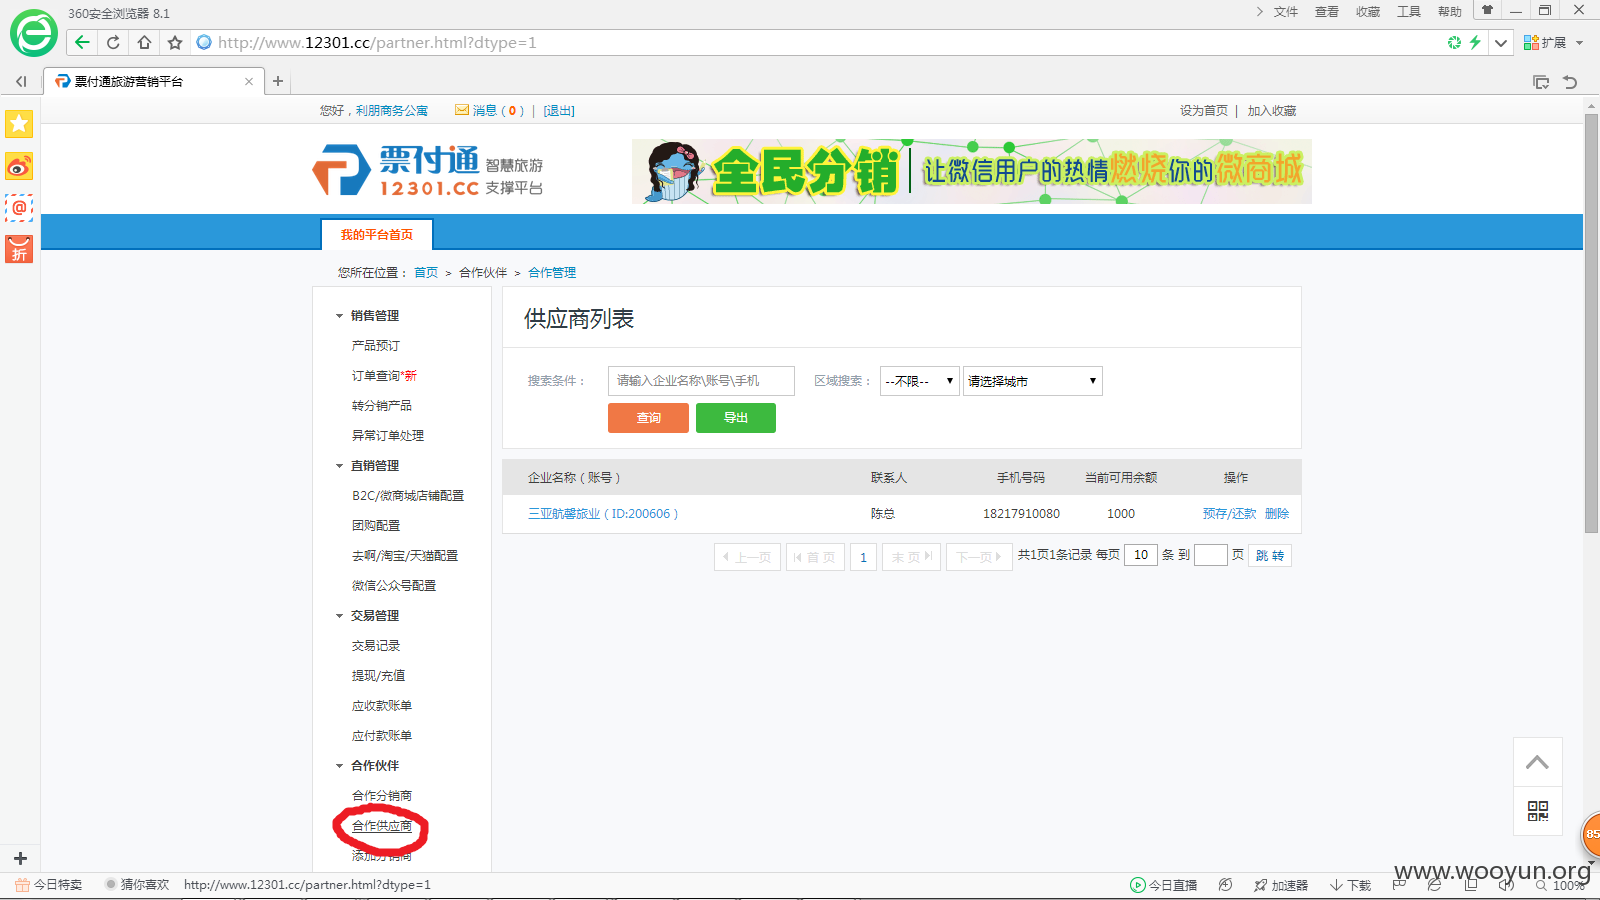 360安全浏览器 8.1
文件 查看 收藏 工具 帮助
http://www.12301.cc/partner.html?dtype=1
扩展
票付通旅游营销平台
您好，利朋商务公寓 消息（0）| [退出]
设为首页 | 加入收藏
票付通 智慧旅游
12301.CC 支撑平台
全民分销 让微信用户的热情燃烧你的微商城
@
折
我的平台首页
您所在位置： 首页 > 合作伙伴 > 合作管理
销售管理
产品预订
订单查询*新
转分销产品
异常订单处理
直销管理
B2C/微商城店铺配置
团购配置
去啊/淘宝/天猫配置
微信公众号配置
交易管理
交易记录
提现/充值
应收款账单
应付款账单
合作伙伴
合作分销商
合作供应商
添加分销商
供应商列表
搜索条件： 请输入企业名称\账号\手机 区域搜索： --不限-- 请选择城市
查询 导出
企业名称（账号） 联系人 手机号码 当前可用余额 操作
三亚航馨旅业（ID:200606） 陈总 18217910080 1000 预存/还款 删除
上一页 首页 1 末页 下一页 共1页1条记录 每页 10 条 到 页 跳转
85
www.wooyun.org
今日特卖 猜你喜欢 http://www.12301.cc/partner.html?dtype=1
今日直播 加速器 下载 100%